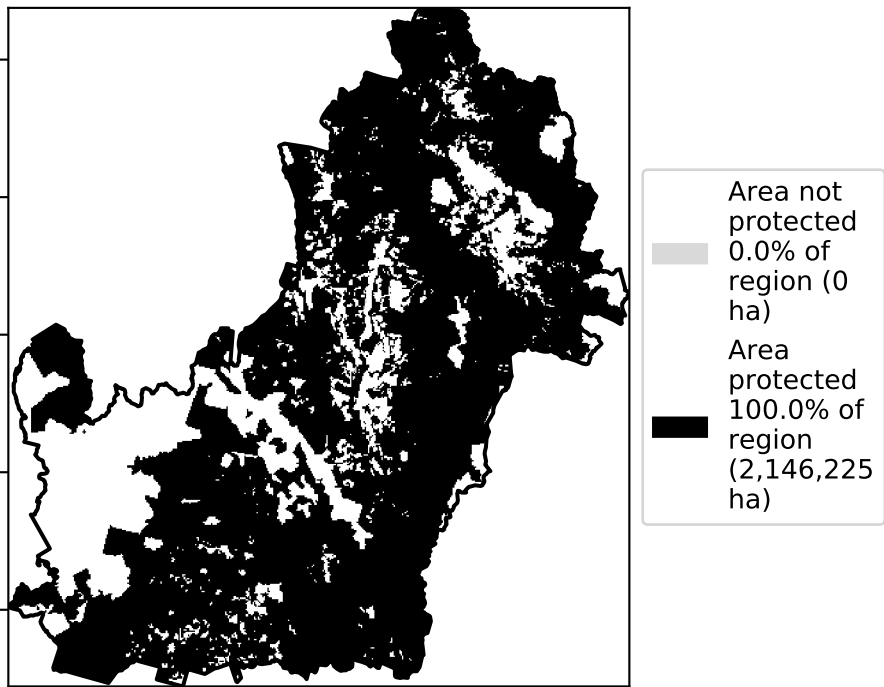 Area not
protected
0.0% of
region (0
ha)
Area
protected
100.0% of
region
(2,146,225
ha)